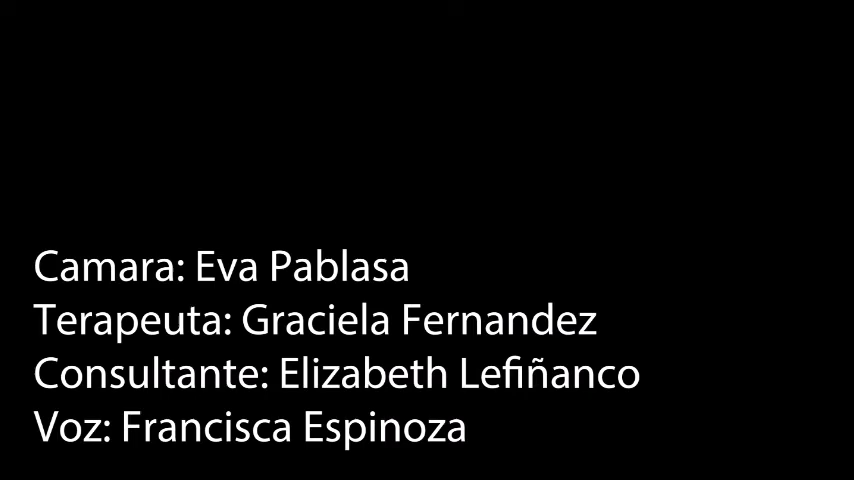 Camara: Eva Pablasa
Terapeuta: Graciela Fernandez
Consultante: Elizabeth Lefiñanco
Voz: Francisca Espinoza